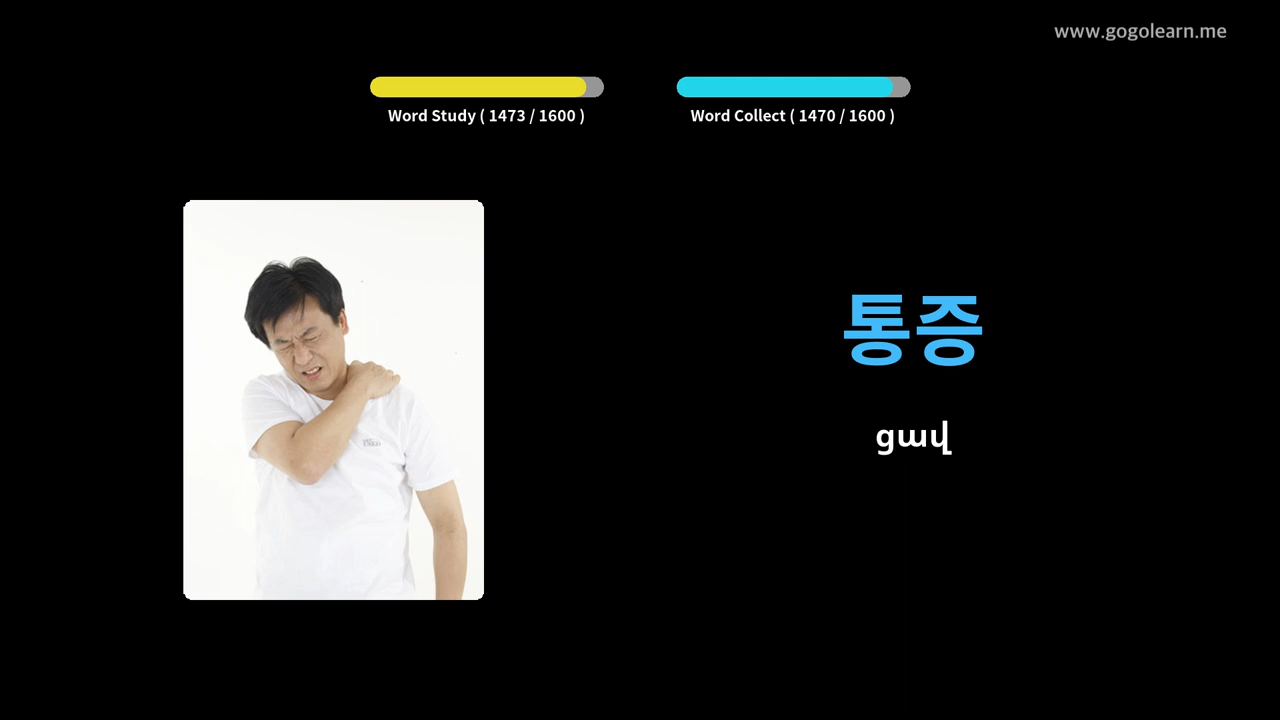 www.gogolearn.me
Word Study ( 1473 / 1600 )
Word Collect ( 1470 / 1600 )
통증
ցավ